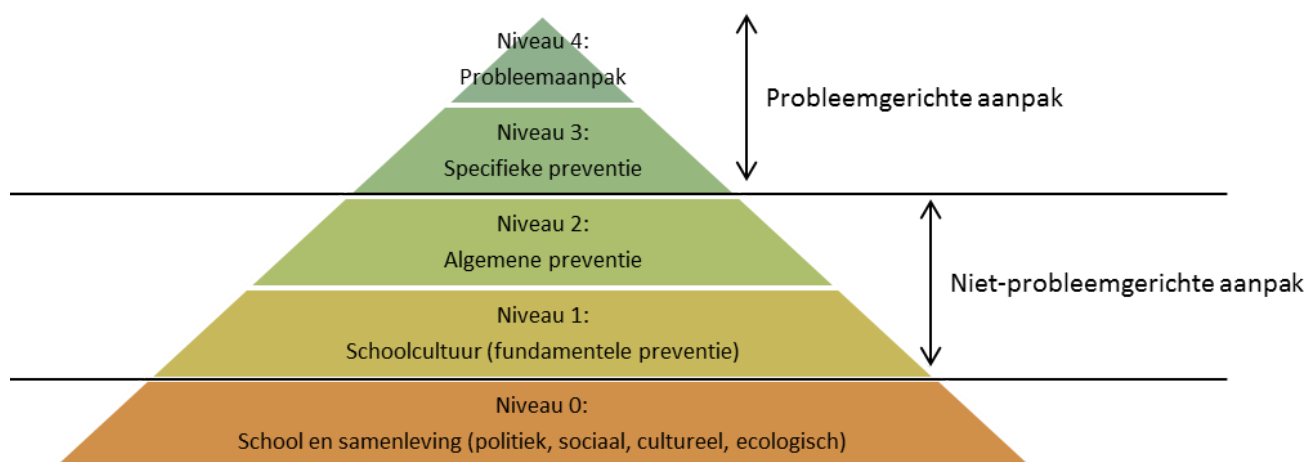 Niveau 4:
Probleemaanpak
Probleemgerichte aanpak
Niveau 3:
Specifieke preventie
Niveau 2:
Algemene preventie
Niet-probleemgerichte aanpak
Niveau 1:
Schoolcultuur (fundamentele preventie)
Niveau 0:
School en samenleving (politiek, sociaal, cultureel, ecologisch)